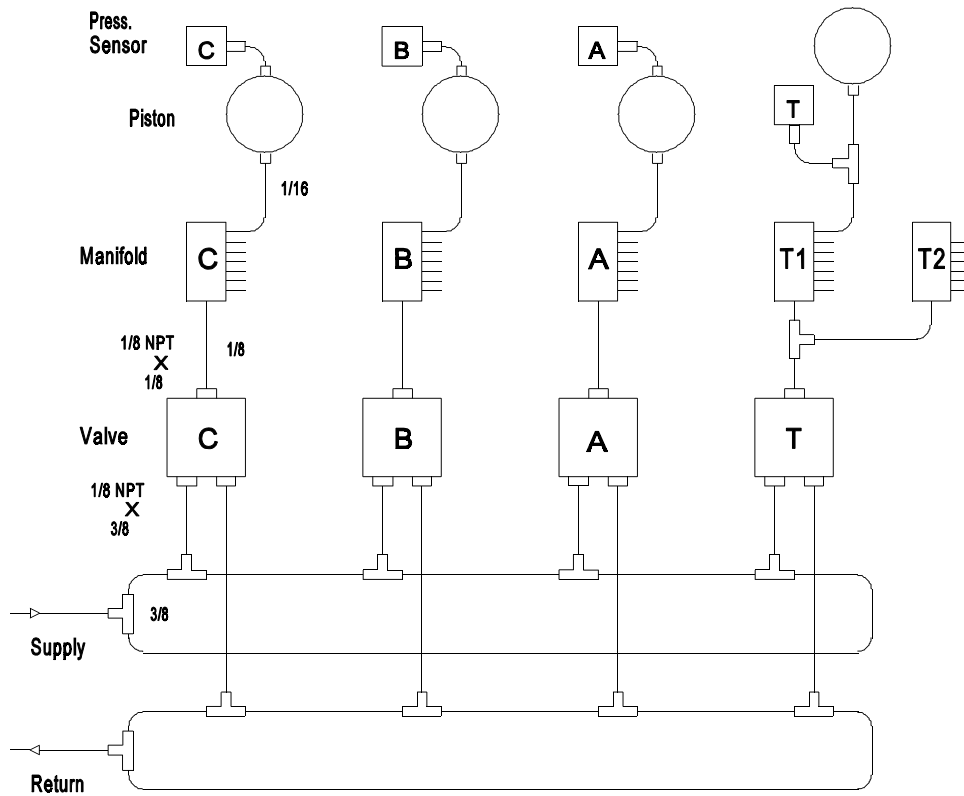 Press.
Sensor
C
B
A
T
Piston
1/16
Manifold
C
B
A
T1
T2
1/8 NPT
X
1/8
1/8
Valve
C
B
A
T
1/8 NPT
X
3/8
3/8
Supply
Return